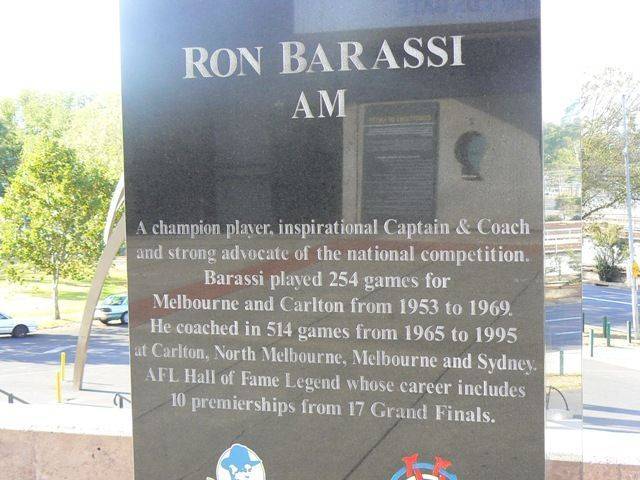 RON BARASSI
AM
A champion player, inspirational Captain & Coach
and strong advocate of the national competition.
Barassi played 254 games for
Melbourne and Carlton from 1953 to 1969.
He coached in 514 games from 1965 to 1995
at Carlton, North Melbourne, Melbourne and Sydney.
AFL Hall of Fame Legend whose career includes
10 premierships from 17 Grand Finals.